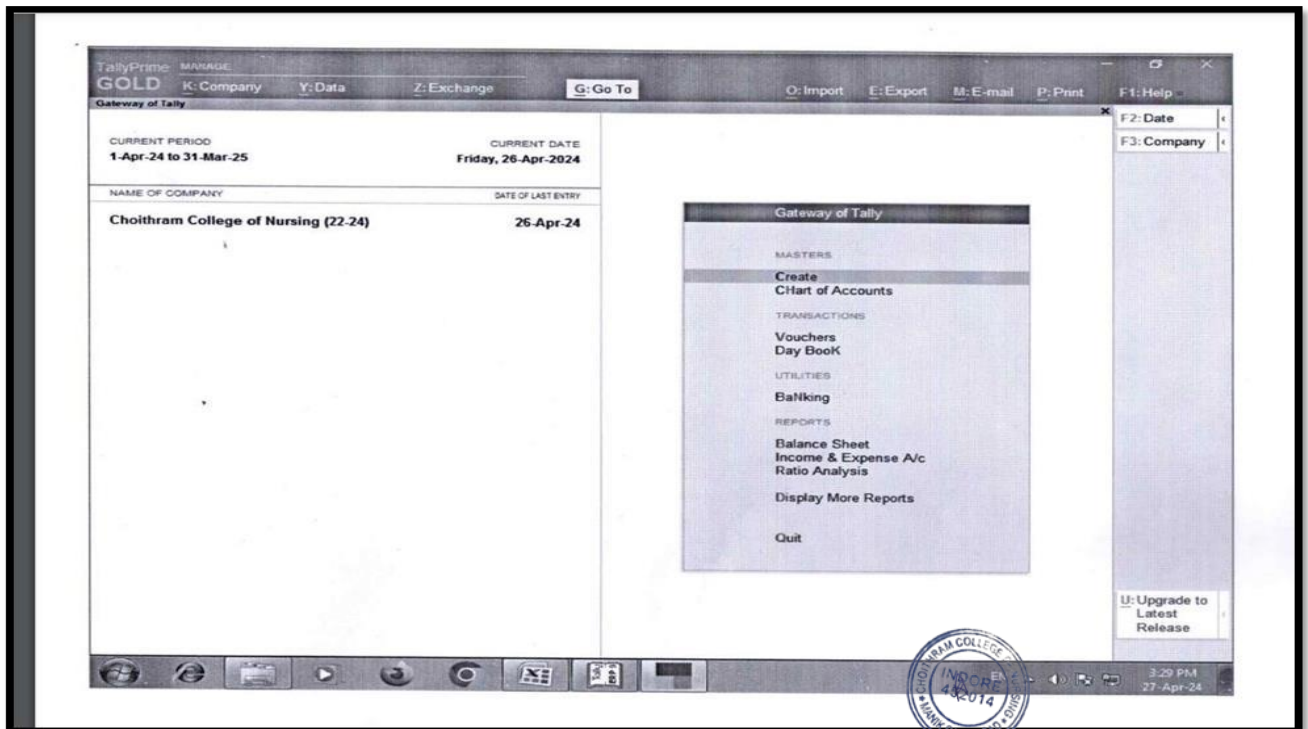 TallyPrime MANAGE
GOLD K: Company Y: Data Z: Exchange G: Go To O: Import E: Export M: E-mail P: Print F1: Help
Gateway of Tally
CURRENT PERIOD CURRENT DATE
1-Apr-24 to 31-Mar-25 Friday, 26-Apr-2024
NAME OF COMPANY DATE OF LAST ENTRY
Choithram College of Nursing (22-24) 26-Apr-24
Gateway of Tally
MASTERS
Create
CHart of Accounts
TRANSACTIONS
Vouchers
Day BooK
UTILITIES
BaNking
REPORTS
Balance Sheet
Income & Expense A/c
Ratio Analysis
Display More Reports
Quit
F2: Date
F3: Company
U: Upgrade to
Latest
Release
3:29 PM
27-Apr-24
CHOITHRAM COLLEGE
INDORE
452014